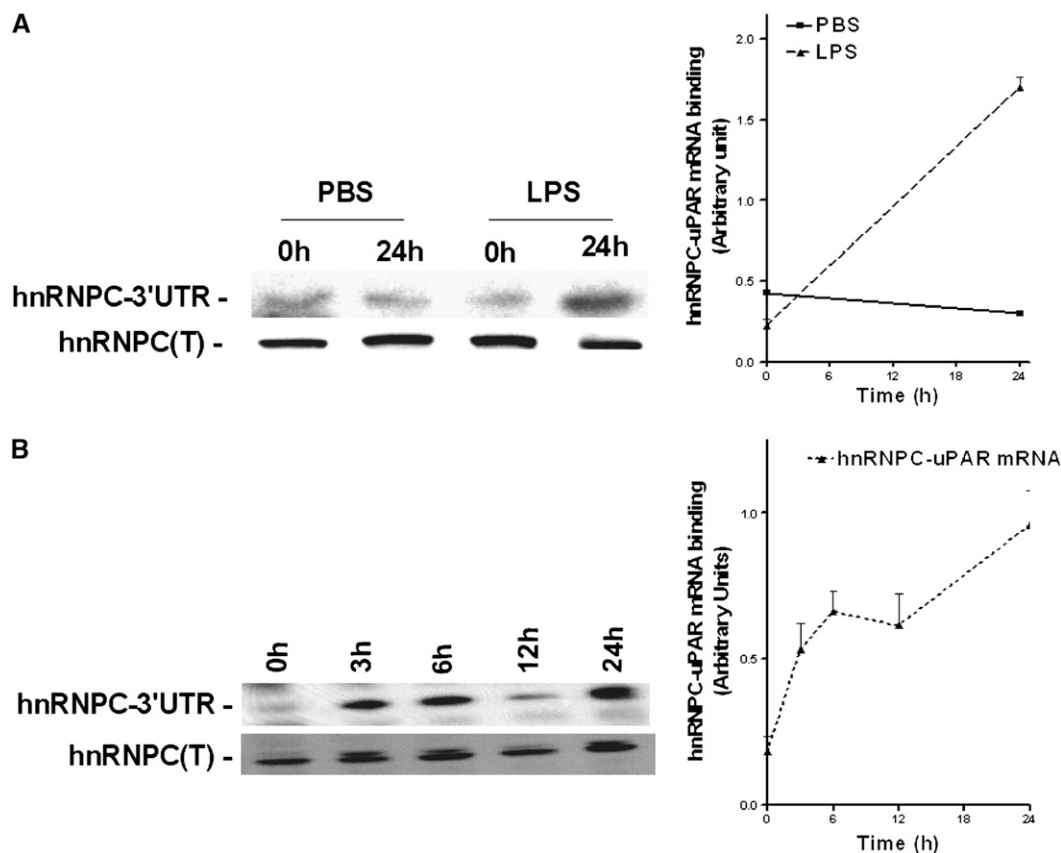 A
PBS LPS
0h 24h 0h 24h
hnRNPC-3'UTR -
hnRNPC(T) -
PBS
LPS
hnRNPC-uPAR mRNA binding
(Arbitrary unit)
2.0
1.5
1.0
0.5
0.0
0 6 12 18 24
Time (h)
B
0h 3h 6h 12h 24h
hnRNPC-3'UTR -
hnRNPC(T) -
hnRNPC-uPAR mRNA
hnRNPC-uPAR mRNA binding
(Arbitrary Units)
1.0
0.5
0.0
0 6 12 24
Time (h)